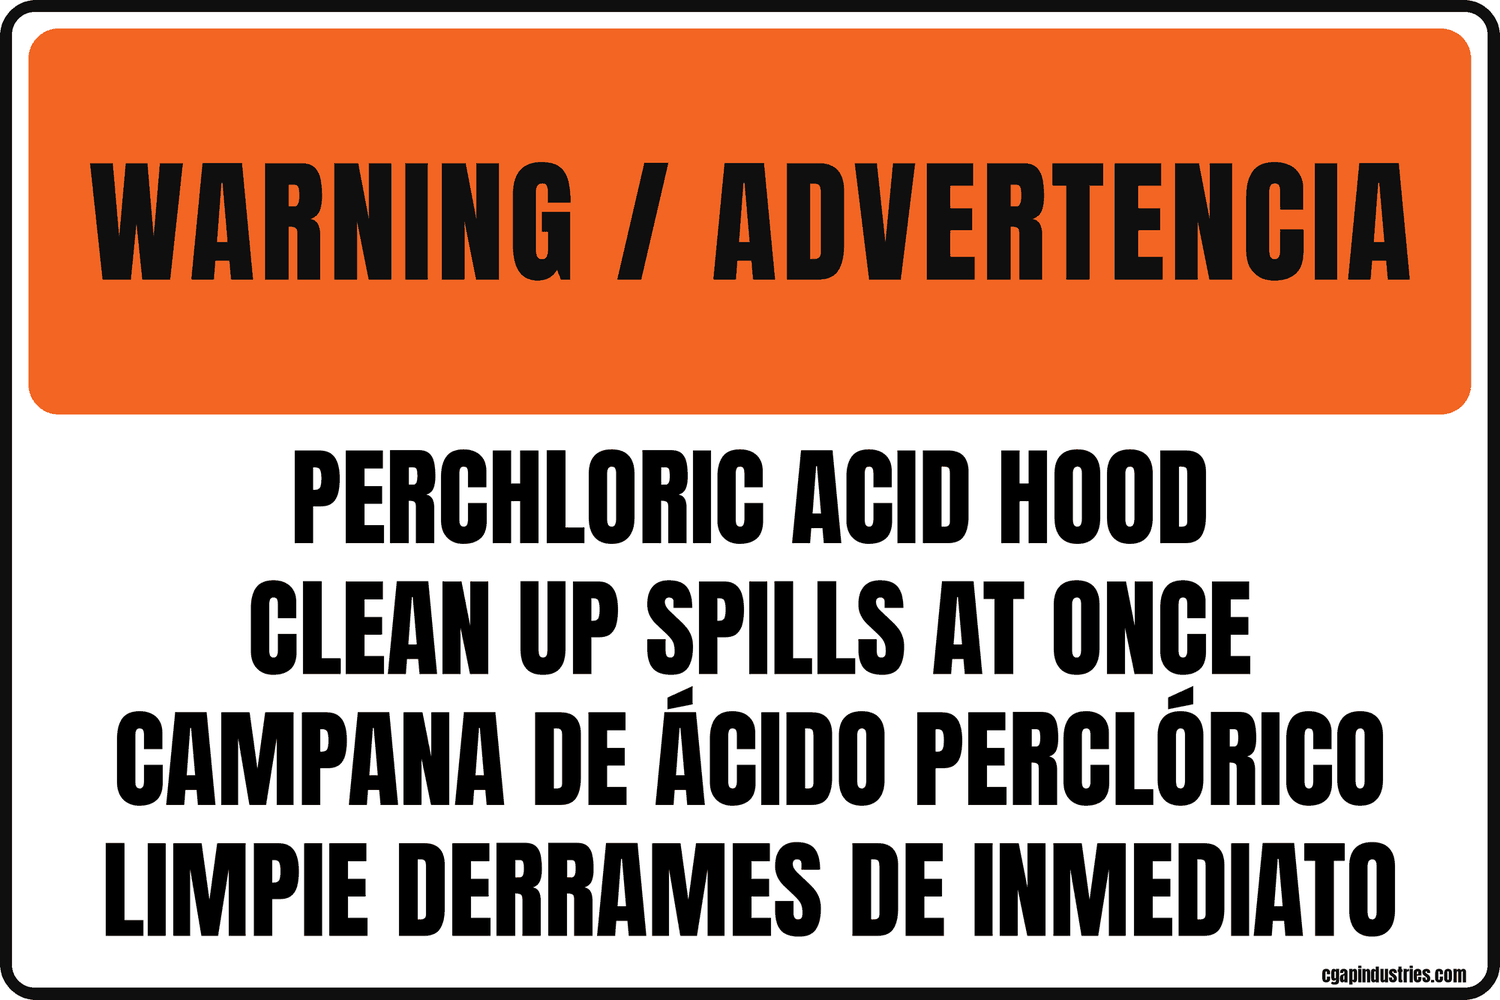 WARNING / ADVERTENCIA
PERCHLORIC ACID HOOD
CLEAN UP SPILLS AT ONCE
CAMPANA DE ÁCIDO PERCLÓRICO
LIMPIE DERRAMES DE INMEDIATO
cgapindustries.com